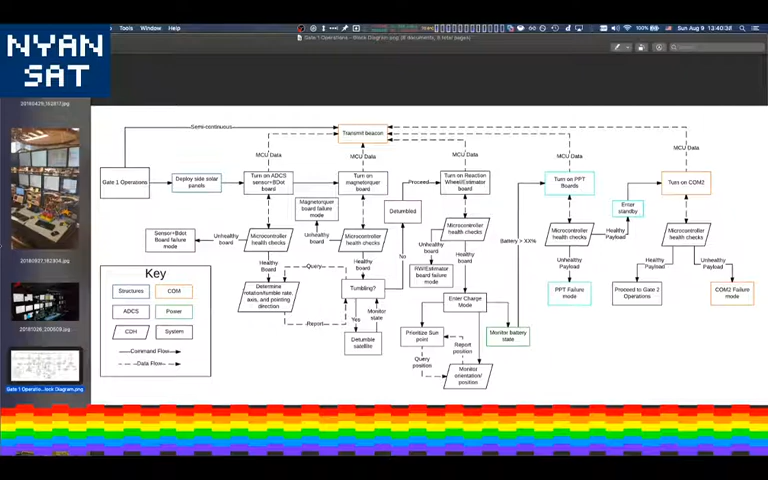 NYAN
SAT
Tools Window Help
100%
Sun Aug 9 13:40:38
Gate 1 Operations - Block Diagram.png
Search
20180429_152817.jpg
Semi-continuous
Transmit beacon
MCU Data
MCU Data
MCU Data
MCU Data
MCU Data
Gate 1 Operations
Deploy side solar
panels
Turn on ADCS
sensor+BDot
board
Turn on
magnetorquer
board
Proceed
Turn on Reaction
Wheel/Estimator
board
Turn on PPT
Boards
Turn on COM2
Magnetorquer
board failure
mode
Detumbled
Enter
standby
Sensor+Bdot
Board failure
mode
Unhealthy
board
Microcontroller
health checks
Unhealthy
board
Microcontroller
health checks
Microcontroller
health checks
Unhealthy
board
Healthy
board
Battery > XX%
Microcontroller
health checks
Healthy
Payload
Microcontroller
health checks
Healthy
Board
Healthy
board
No
Unhealthy
Payload
Healthy
Payload
Unhealthy
Payload
Query
RW/Estimator
board failure
mode
Determine
rotation/tumble rate,
axis, and pointing
direction
Tumbling?
PPT Failure
mode
Proceed to Gate 2
Operations
COM2 Failure
mode
Enter Charge
Mode
Report
Yes
Monitor
state
Detumble
satellite
Prioritize Sun
point
Monitor battery
state
Report
position
Query
position
Monitor
orientation/
position
Key
Structures
COM
ADCS
Power
CDH
System
Command Flow
Data Flow
20181026_200609.jpg
Gate 1 Operatio...lock Diagram.png